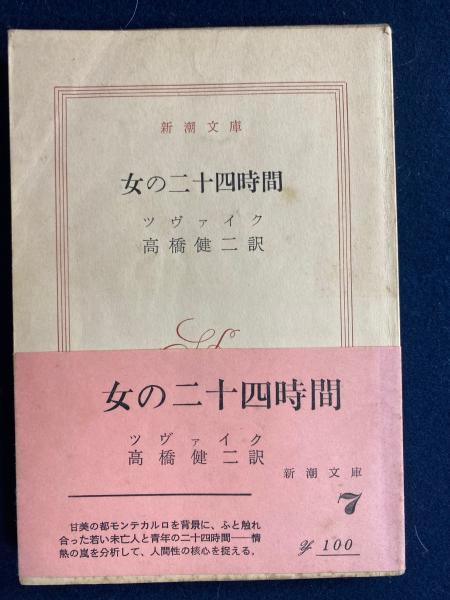 新潮文庫
女の二十四時間
ツヴァイク
高橋健二訳
女の二十四時間
ツヴァイク
高橋健二訳
新潮文庫
7
甘美の都モンテカルロを背景に、ふと触れ
合った若い未亡人と青年の二十四時間──情
熱の嵐を分析して、人間性の核心を捉える。
¥ 100